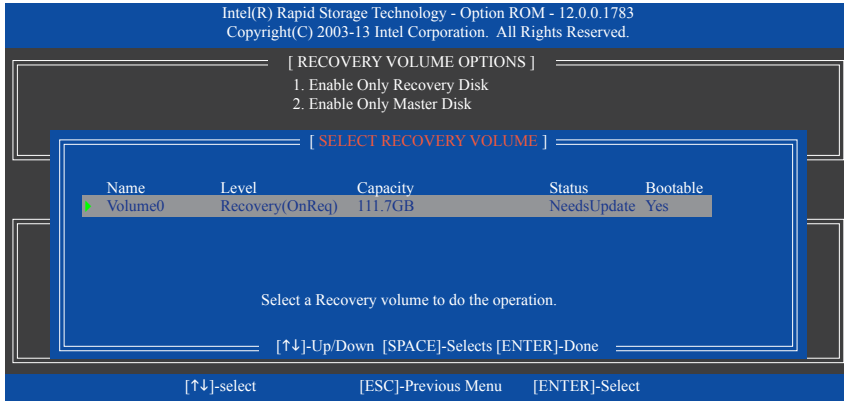 Intel(R) Rapid Storage Technology - Option ROM - 12.0.0.1783
Copyright(C) 2003-13 Intel Corporation. All Rights Reserved.
[ RECOVERY VOLUME OPTIONS ]
1. Enable Only Recovery Disk
2. Enable Only Master Disk
[ SELECT RECOVERY VOLUME ]
Name Level Capacity Status Bootable
Volume0 Recovery(OnReq) 111.7GB NeedsUpdate Yes
Select a Recovery volume to do the operation.
[↑↓]-Up/Down [SPACE]-Selects [ENTER]-Done
[↑↓]-select [ESC]-Previous Menu [ENTER]-Select